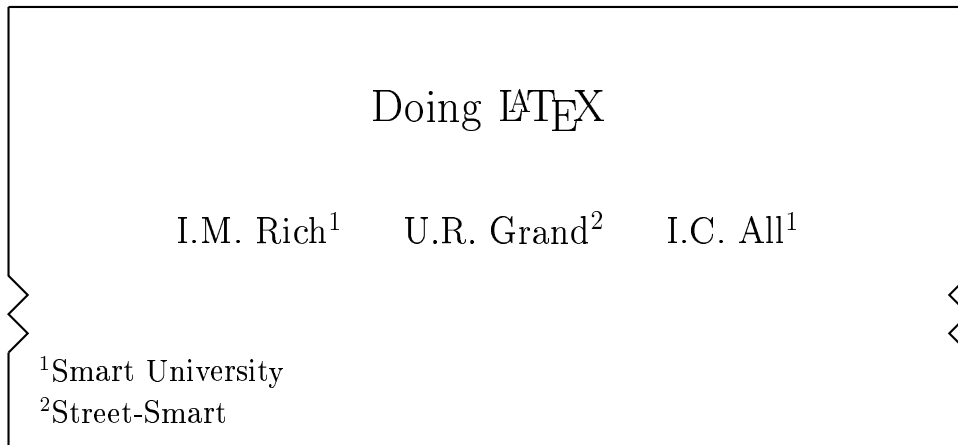 Doing LATEX
I.M. Rich¹ U.R. Grand² I.C. All¹
¹Smart University
²Street-Smart